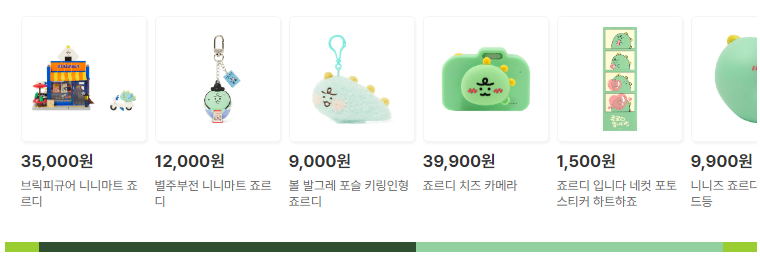 35,000원
브릭피규어 니니마트 죠
르디
12,000원
별주부전 니니마트 죠르
디
9,000원
볼 발그레 포슬 키링인형
죠르디
39,900원
죠르디 치즈 카메라
1,500원
죠르디 입니다 네컷 포토
스티커 하트하죠
9,900원
니니즈 죠르디
드등